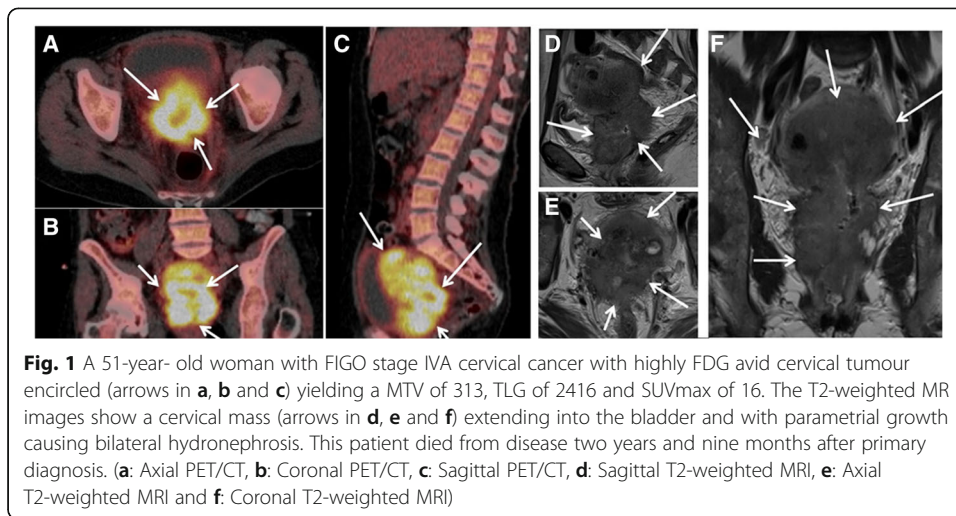 A
B
C
D
E
F
Fig. 1 A 51-year- old woman with FIGO stage IVA cervical cancer with highly FDG avid cervical tumour
encircled (arrows in a, b and c) yielding a MTV of 313, TLG of 2416 and SUVmax of 16. The T2-weighted MR
images show a cervical mass (arrows in d, e and f) extending into the bladder and with parametrial growth
causing bilateral hydronephrosis. This patient died from disease two years and nine months after primary
diagnosis. (a: Axial PET/CT, b: Coronal PET/CT, c: Sagittal PET/CT, d: Sagittal T2-weighted MRI, e: Axial
T2-weighted MRI and f: Coronal T2-weighted MRI)